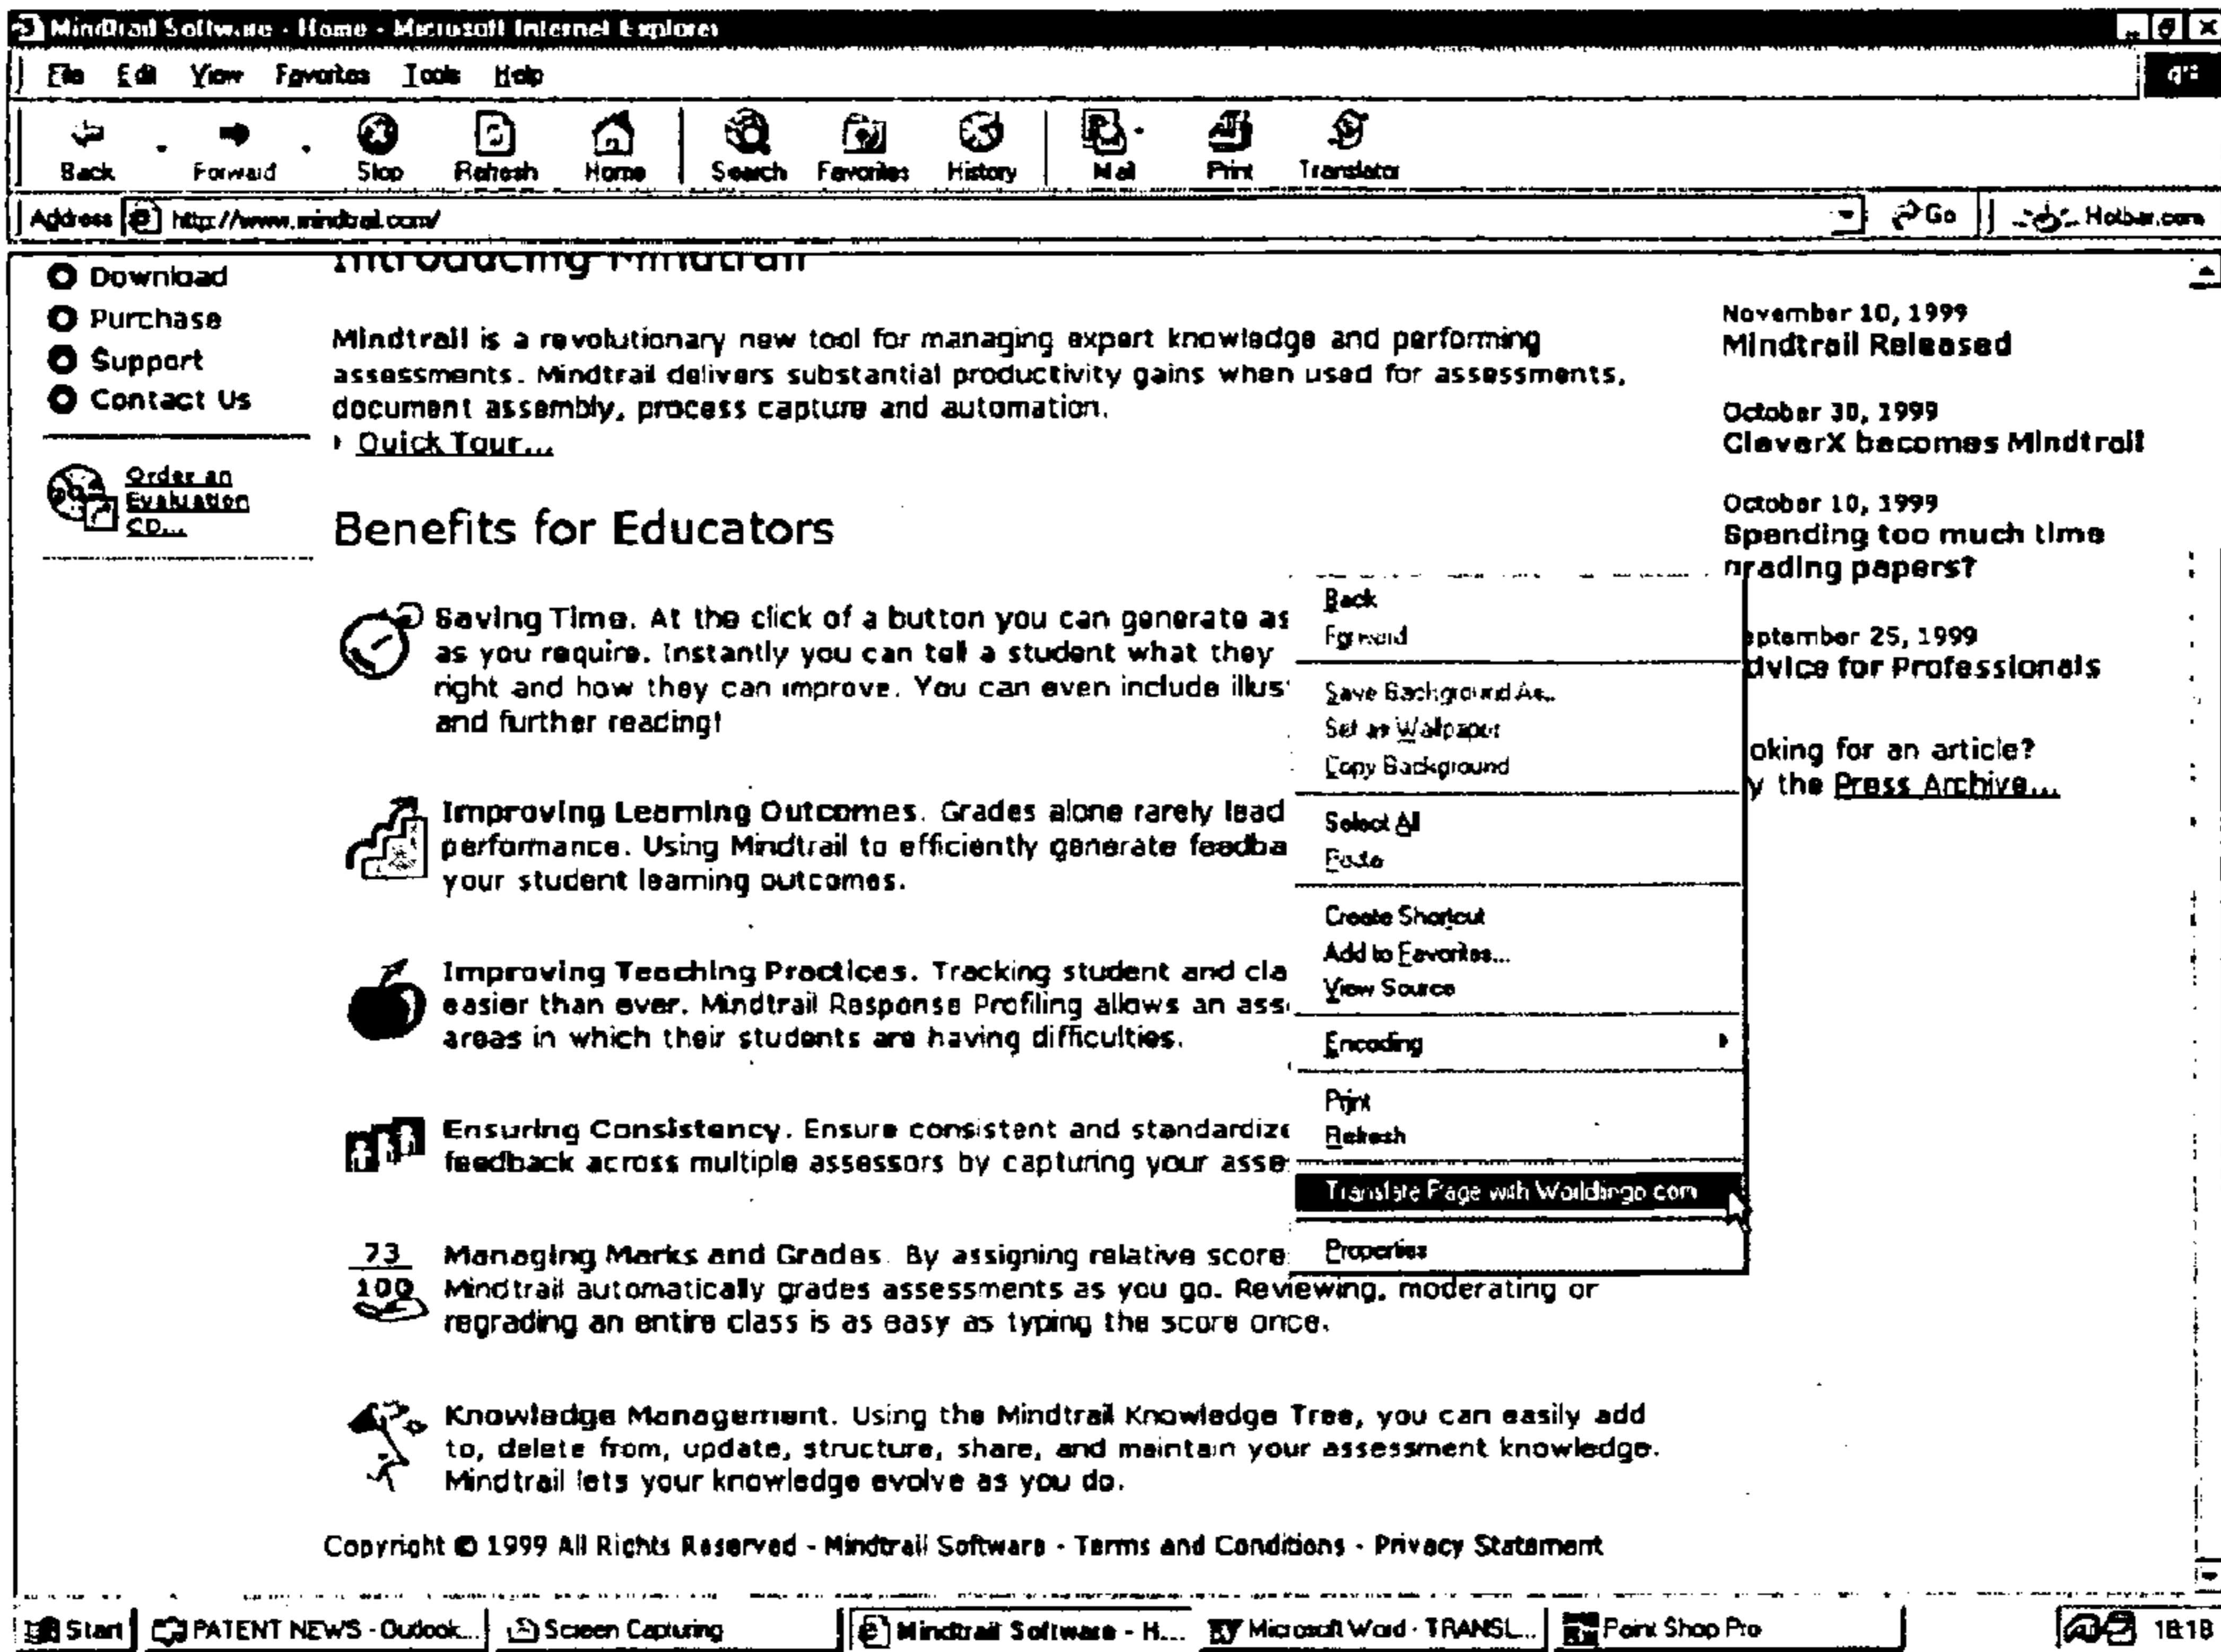 Mindtrail Software - Home - Microsoft Internet Explorer
File Edit View Favorites Tools Help
Back Forward Stop Refresh Home Search Favorites History Mail Print Translator
Address http://www.mindtrail.com/ Go Hotbar.com
Download
Purchase
Support
Contact Us
Order an
Evaluation
CD...
Introducing Mindtrail
Mindtrail is a revolutionary new tool for managing expert knowledge and performing
assessments. Mindtrail delivers substantial productivity gains when used for assessments,
document assembly, process capture and automation.
Quick Tour...
Benefits for Educators
Saving Time. At the click of a button you can generate as
as you require. Instantly you can tell a student what they
right and how they can improve. You can even include illus
and further reading!
Improving Learning Outcomes. Grades alone rarely lead
performance. Using Mindtrail to efficiently generate feedba
your student learning outcomes.
Improving Teaching Practices. Tracking student and cla
easier than ever. Mindtrail Response Profiling allows an ass
areas in which their students are having difficulties.
Ensuring Consistency. Ensure consistent and standardize
feedback across multiple assessors by capturing your asse
73
100
Managing Marks and Grades. By assigning relative score
Mindtrail automatically grades assessments as you go. Reviewing, moderating or
regrading an entire class is as easy as typing the score once.
Knowledge Management. Using the Mindtrail Knowledge Tree, you can easily add
to, delete from, update, structure, share, and maintain your assessment knowledge.
Mindtrail lets your knowledge evolve as you do.
Copyright © 1999 All Rights Reserved - Mindtrail Software - Terms and Conditions - Privacy Statement
November 10, 1999
Mindtrail Released
October 30, 1999
CleverX becomes Mindtrail
October 10, 1999
Spending too much time
grading papers?
eptember 25, 1999
dvice for Professionals
oking for an article?
y the Press Archive...
Back
Forward
Save Background As...
Set as Wallpaper
Copy Background
Select All
Paste
Create Shortcut
Add to Favorites...
View Source
Encoding
Print
Refresh
Translate Page with Worldlingo.com
Properties
Start PATENT NEWS - Outlook... Screen Capturing Mindtrail Software - H... Microsoft Word - TRANSL... Paint Shop Pro 18:18